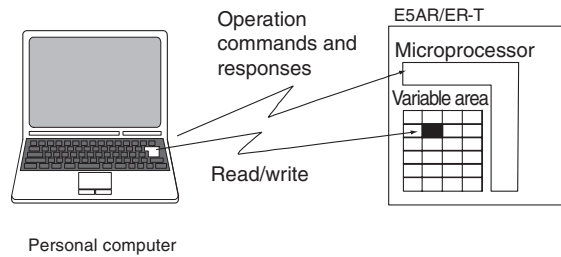 Operation
commands and
responses
E5AR/ER-T
Microprocessor
Variable area
Read/write
Personal computer